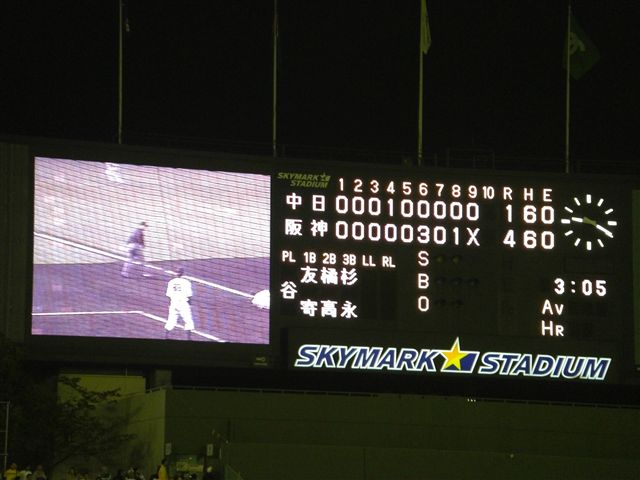 SKYMARK STADIUM
1 2 3 4 5 6 7 8 9 10 R H E
中日 000100000 1 6 0
阪神 00000301X 4 6 0
PL 1B 2B 3B LL RL
谷 友橘杉
寄高永
S
B
O
3:05
AV
HR
SKYMARK STADIUM